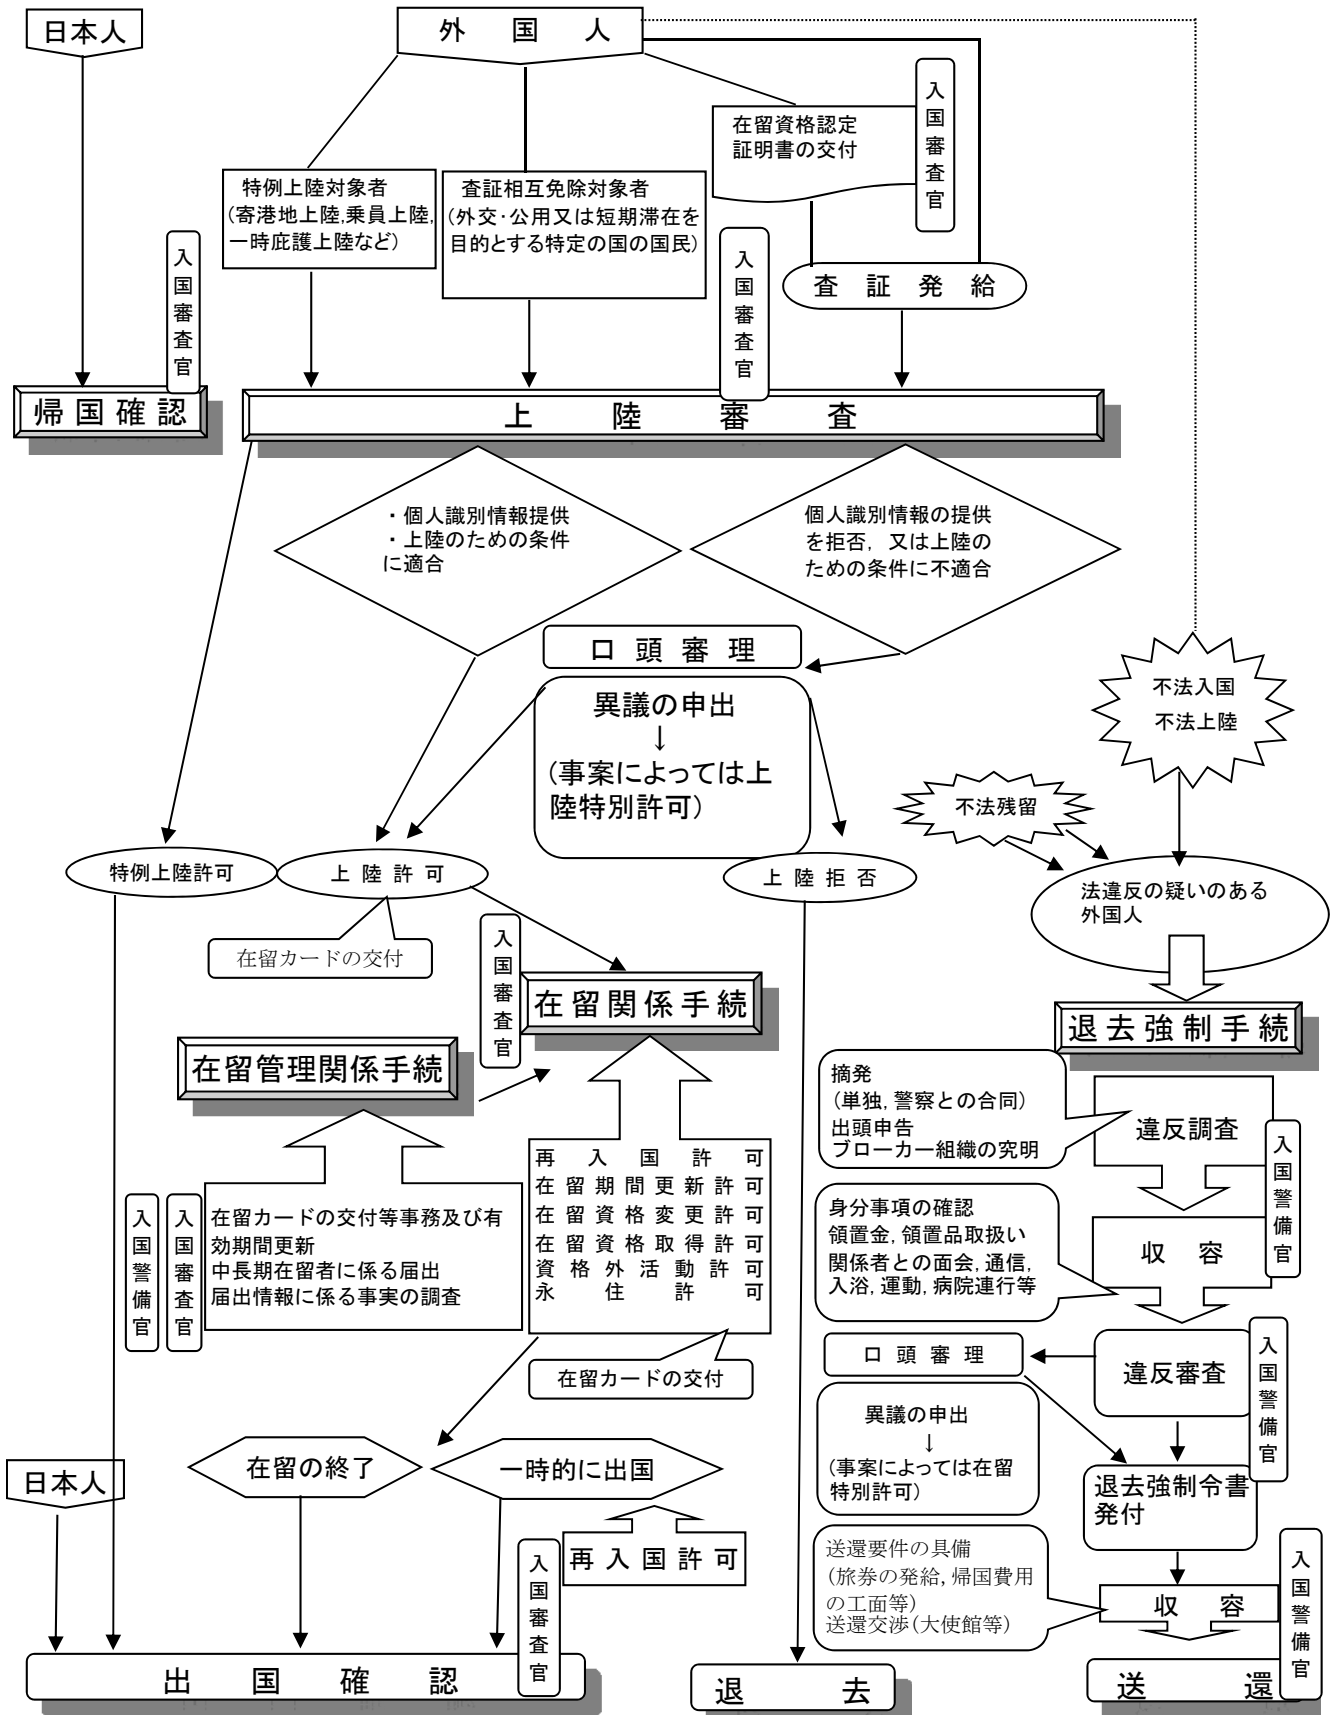 日本人
外 国 人
入国審査官
在留資格認定
証明書の交付
特例上陸対象者
(寄港地上陸,乗員上陸,
一時庇護上陸など)
査証相互免除対象者
(外交・公用又は短期滞在を
目的とする特定の国の国民)
入国審査官
入国審査官
査 証 発 給
帰国確認
上 陸 審 査
・個人識別情報提供
・上陸のための条件
に適合
個人識別情報の提供
を拒否, 又は上陸の
ための条件に不適合
口 頭 審 理
異議の申出
↓
(事案によっては上
陸特別許可)
不法入国
不法上陸
不法残留
特例上陸許可
上 陸 許 可
上 陸 拒 否
法違反の疑いのある
外国人
在留カードの交付
入国審査官
在留関係手続
退去強制手続
在留管理関係手続
摘発
(単独, 警察との合同)
出頭申告
ブローカー組織の究明
違反調査
入国警備官
再 入 国 許 可
在留期間更新許可
在留資格変更許可
在留資格取得許可
資格外活動許可
永 住 許 可
入国警備官
入国審査官
在留カードの交付等事務及び有
効期間更新
中長期在留者に係る届出
届出情報に係る事実の調査
身分事項の確認
領置金, 領置品取扱い
関係者との面会, 通信,
入浴, 運動, 病院連行等
収 容
口 頭 審 理
違反審査
入国警備官
在留カードの交付
異議の申出
↓
(事案によっては在留
特別許可)
在留の終了
一時的に出国
日本人
退去強制令書
発付
再入国許可
入国審査官
送還要件の具備
(旅券の発給, 帰国費用
の工面等)
送還交渉(大使館等)
収 容
入国警備官
出 国 確 認
退 去
送 還